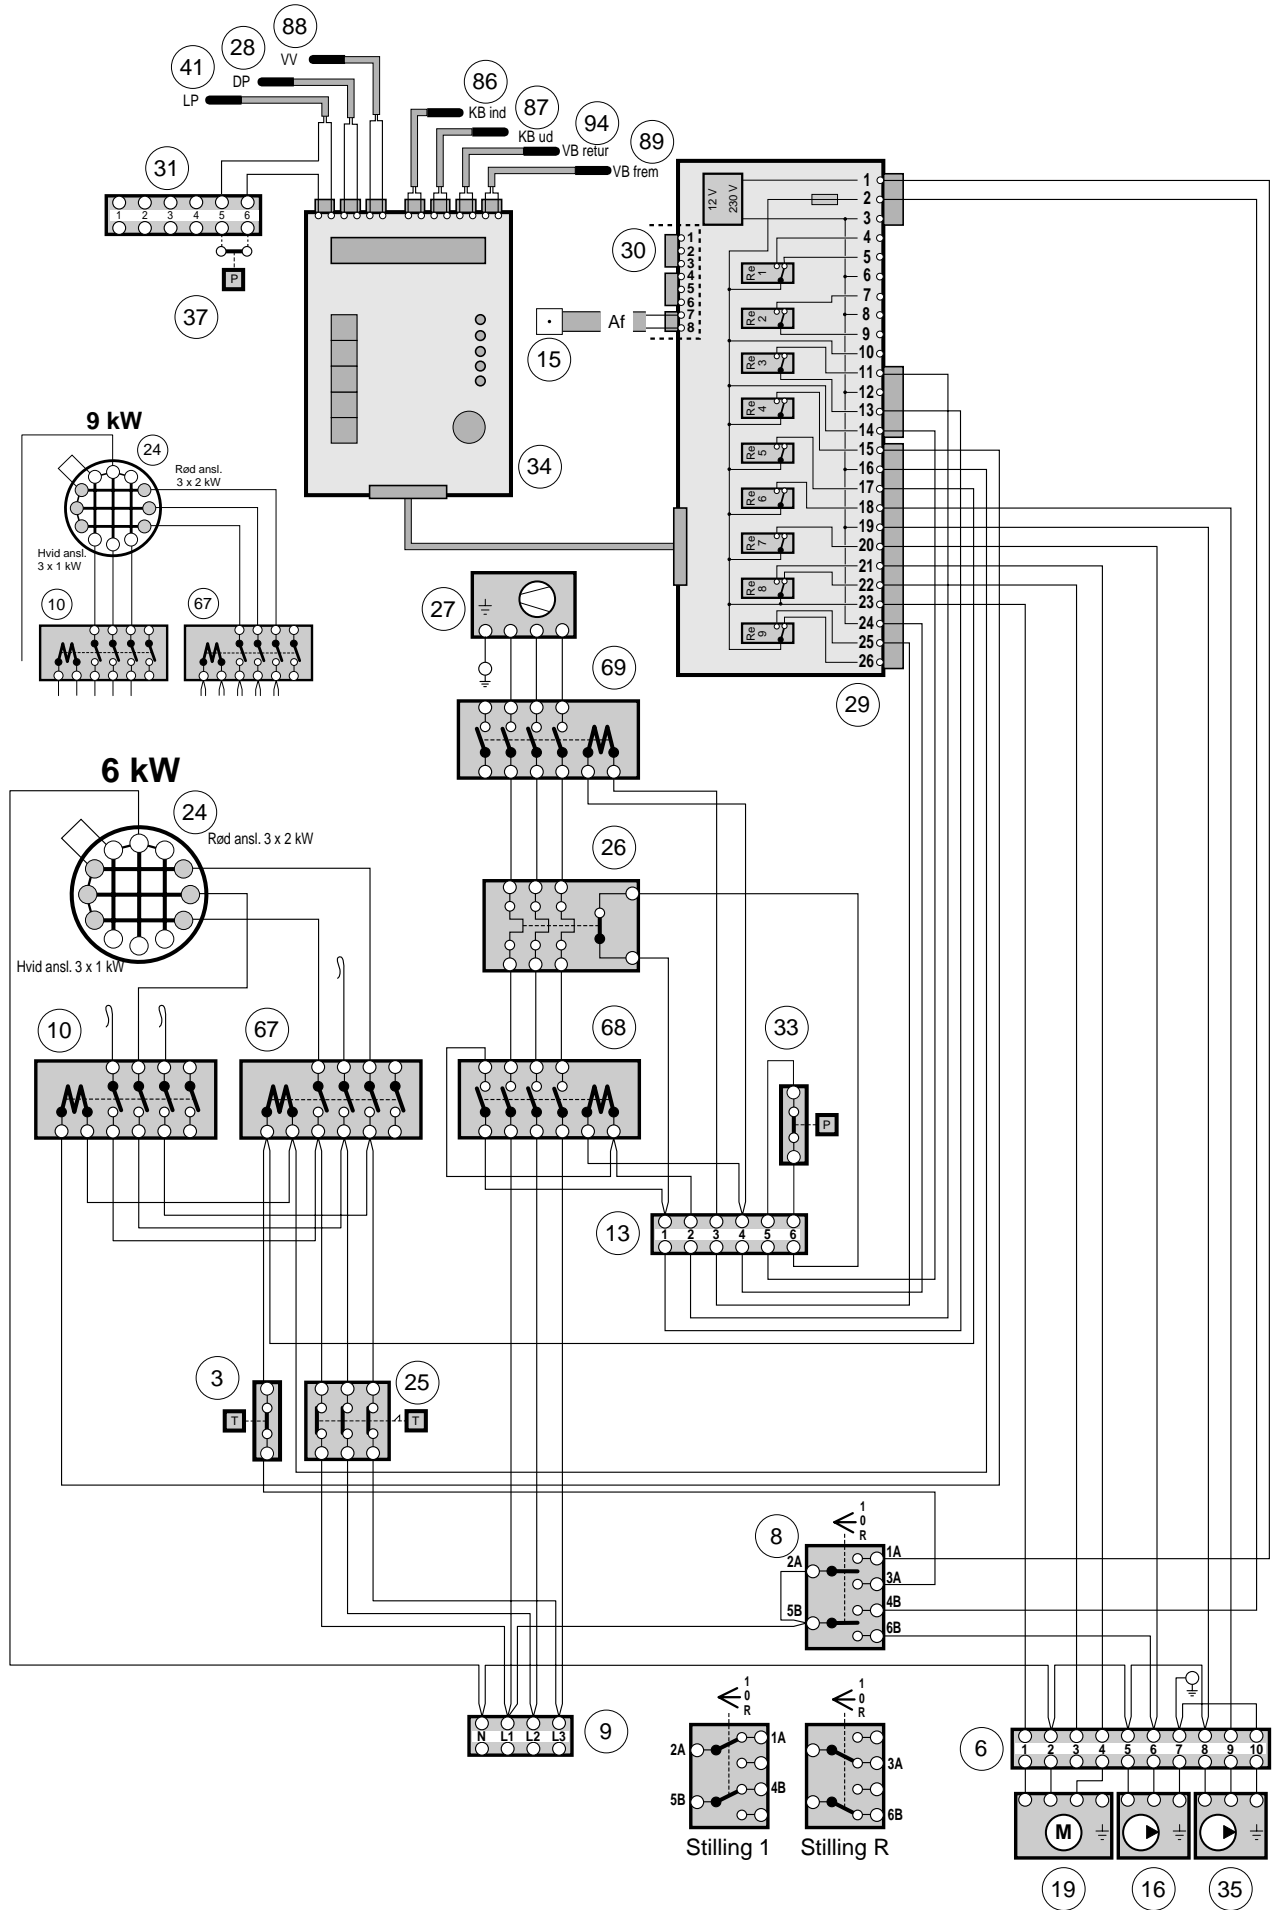 88
VV
28
DP
41
LP
86
KB ind
87
KB ud
94
VB retur
89
VB frem
31
1 2 3 4 5 6
P
37
34
30
1
2
3
4
5
6
7
8
Af
15
12 V
230 V
Re 1
Re 2
Re 3
Re 4
Re 5
Re 6
Re 7
Re 8
Re 9
1
2
3
4
5
6
7
8
9
10
11
12
13
14
15
16
17
18
19
20
21
22
23
24
25
26
29
9 kW
24
Rød ansl.
3 x 2 kW
Hvid ansl.
3 x 1 kW
10
67
27
69
6 kW
24
Rød ansl. 3 x 2 kW
Hvid ansl. 3 x 1 kW
26
10
67
68
33
P
13
1 2 3 4 5 6
3
T
25
T
8
1
0
R
2A
5B
1A
3A
4B
6B
N L1 L2 L3
9
1
0
R
2A
5B
1A
4B
Stilling 1
1
0
R
3A
6B
Stilling R
6
1 2 3 4 5 6 7 8 9 10
M
19
16
35